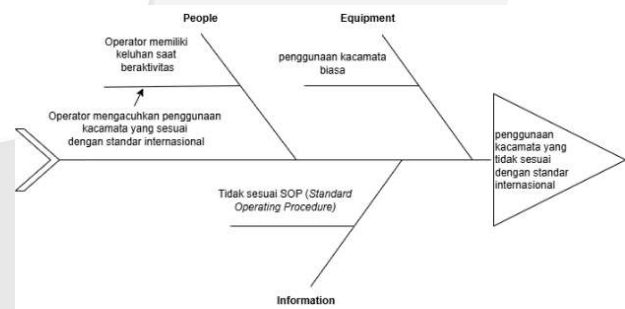 People
Equipment
Operator memiliki
keluhan saat
beraktivitas
penggunaan kacamata
biasa
Operator mengacuhkan penggunaan
kacamata yang sesuai
dengan standar internasional
penggunaan
kacamata yang
tidak sesuai
dengan standar
internasional
Tidak sesuai SOP (Standard
Operating Procedure)
Information